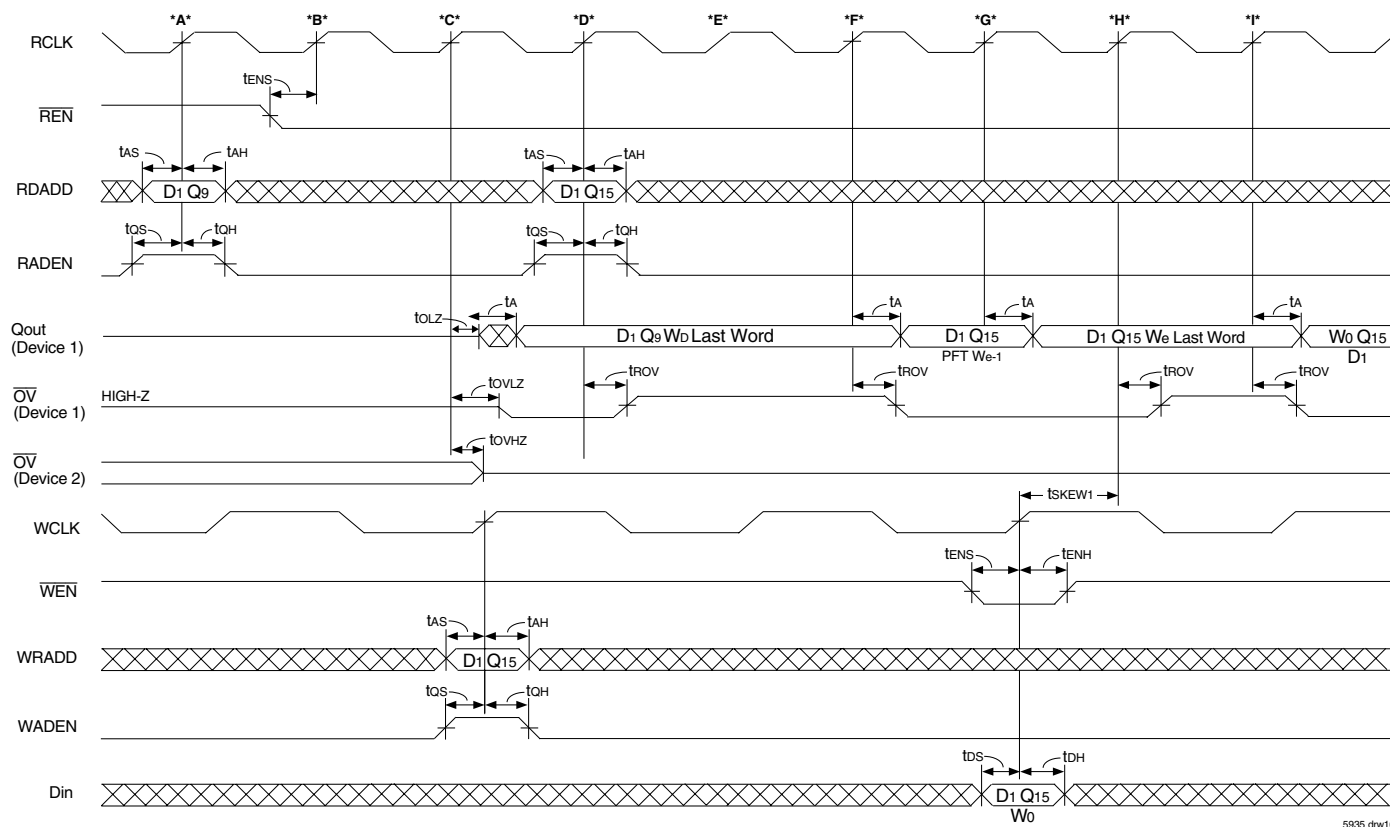 *A* *B* *C* *D* *E* *F* *G* *H* *I*
RCLK
tENS
REN
tAS tAH tAS tAH
RDADD D1 Q9 D1 Q15
tQS tQH tQS tQH
RADEN
tOLZ tA tA tA tA
Qout
(Device 1)
D1 Q9 WD Last Word D1 Q15 D1 Q15 We Last Word W0 Q15
PFT We-1 D1
tOVLZ tROV tROV tROV tROV
OV HIGH-Z
(Device 1)
tOVHZ
OV
(Device 2)
tSKEW1
WCLK
tENS tENH
WEN
tAS tAH
WRADD D1 Q15
tQS tQH
WADEN
tDS tDH
Din D1 Q15
W0